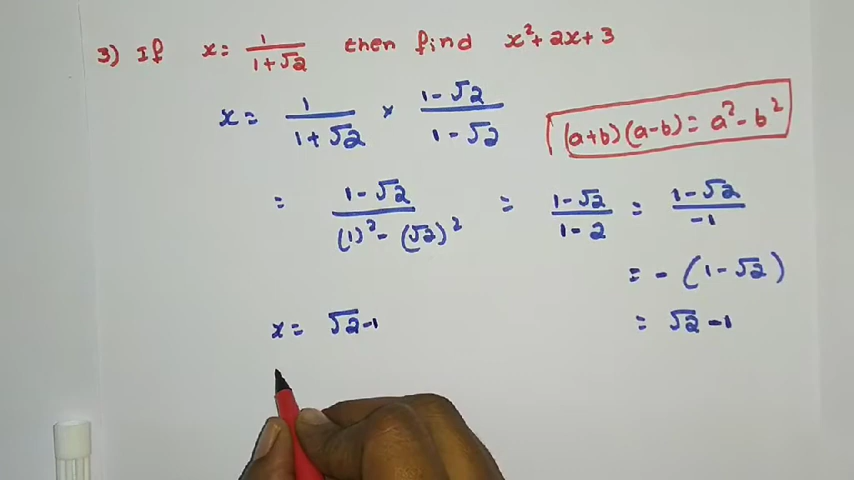 3) If x = 1/(1+√2) then find x² + 2x + 3
x = 1/(1+√2) × (1-√2)/(1-√2)
(a+b)(a-b) = a² - b²
= (1-√2)/((1)² - (√2)²) = (1-√2)/(1-2) = (1-√2)/-1
= - (1-√2)
x = √2-1
= √2 -1